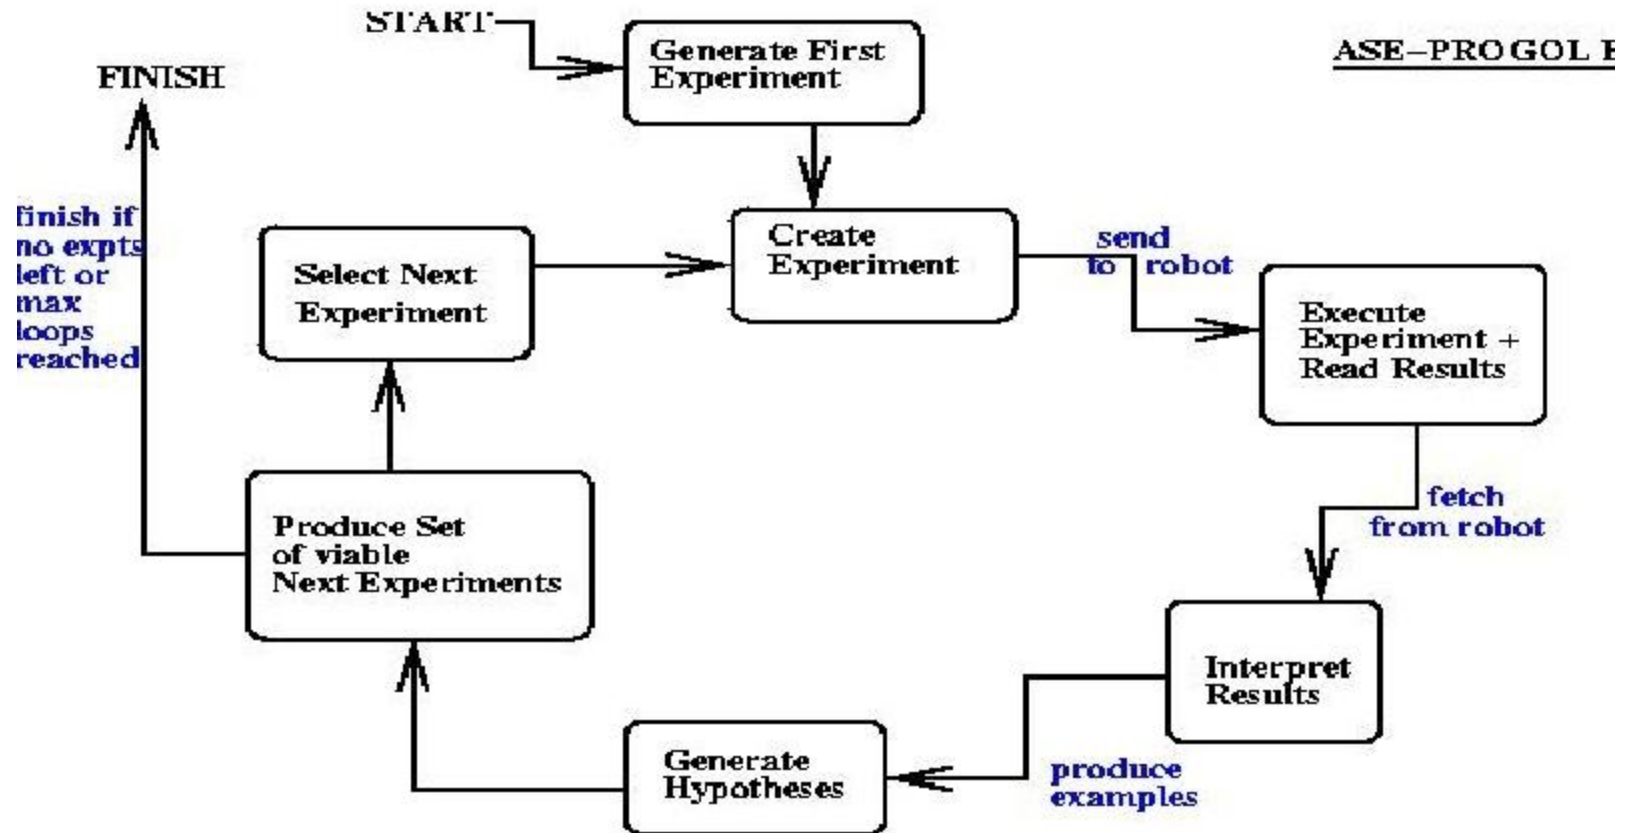 START
Generate First
Experiment
ASE-PROGOL
FINISH
finish if
no expts
left or
max
loops
reached
Create
Experiment
send
to robot
Select Next
Experiment
Execute
Experiment +
Read Results
fetch
from robot
Produce Set
of viable
Next Experiments
Interpret
Results
Generate
Hypotheses
produce
examples